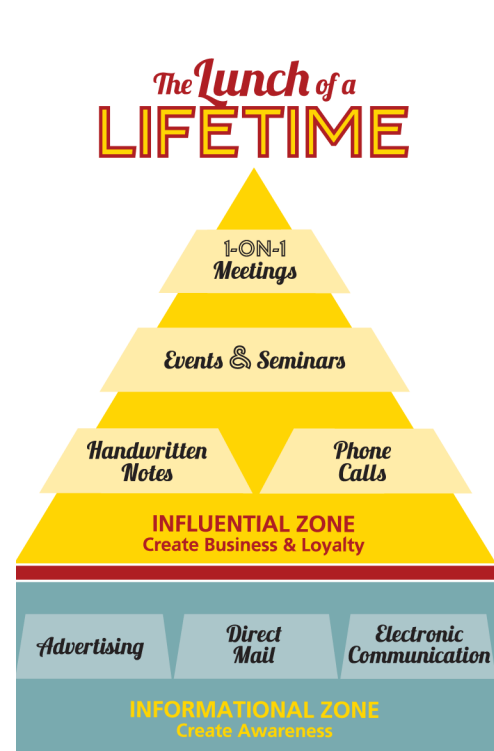 The Lunch of a
LIFETIME
1-ON-1
Meetings
Events & Seminars
Handwritten
Notes
Phone
Calls
INFLUENTIAL ZONE
Create Business & Loyalty
Advertising
Direct
Mail
Electronic
Communication
INFORMATIONAL ZONE
Create Awareness